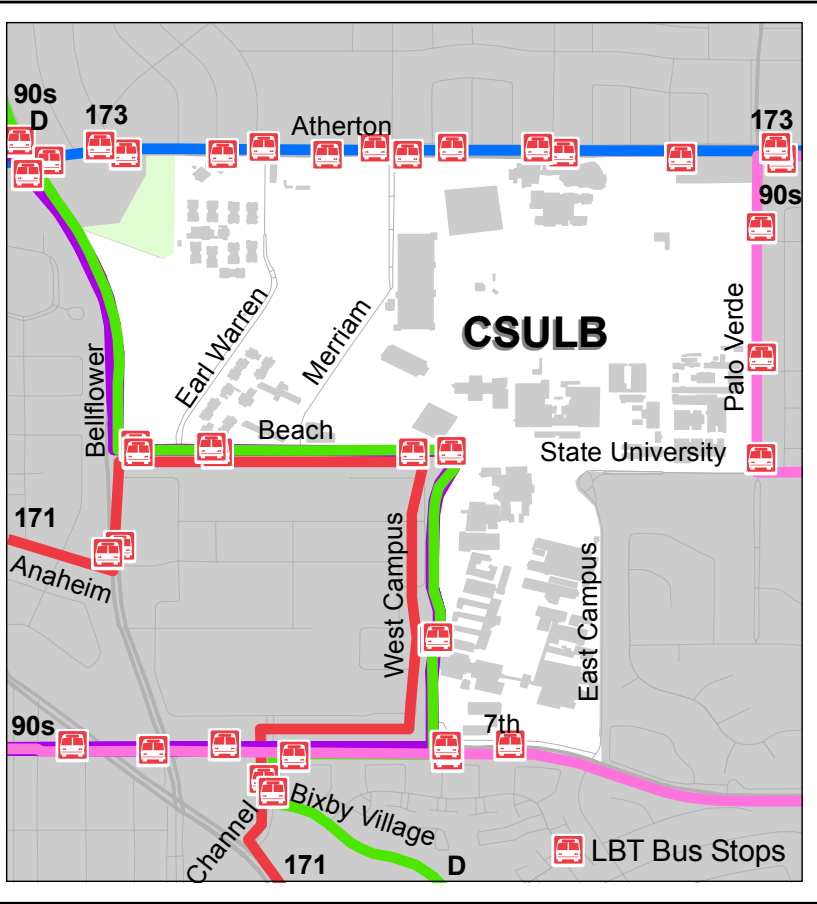 90s
D
173
Atherton
173
90s
Earl Warren
Merriam
CSULB
Palo Verde
Bellflower
Beach
State University
171
Anaheim
West Campus
East Campus
90s
7th
Bixby Village
Channel
171
D
LBT Bus Stops